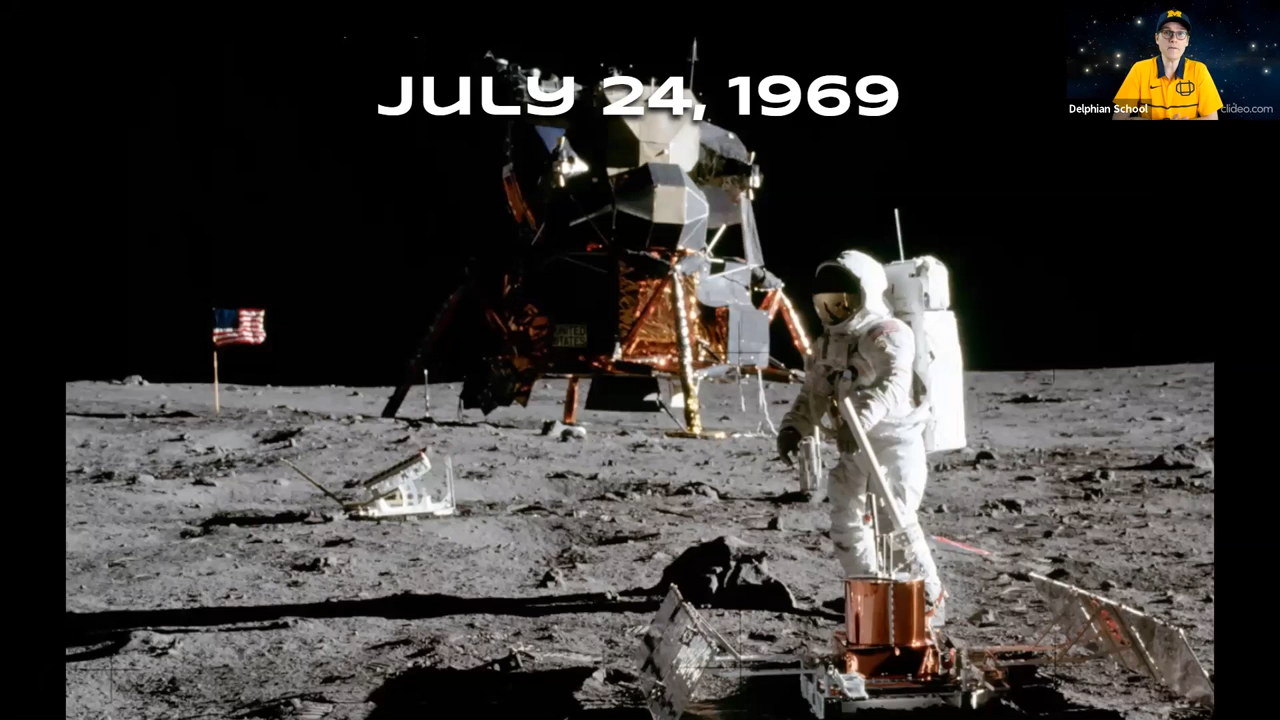 JULY 24, 1969
M
Delphian School
clideo.com
UNITED
STATES